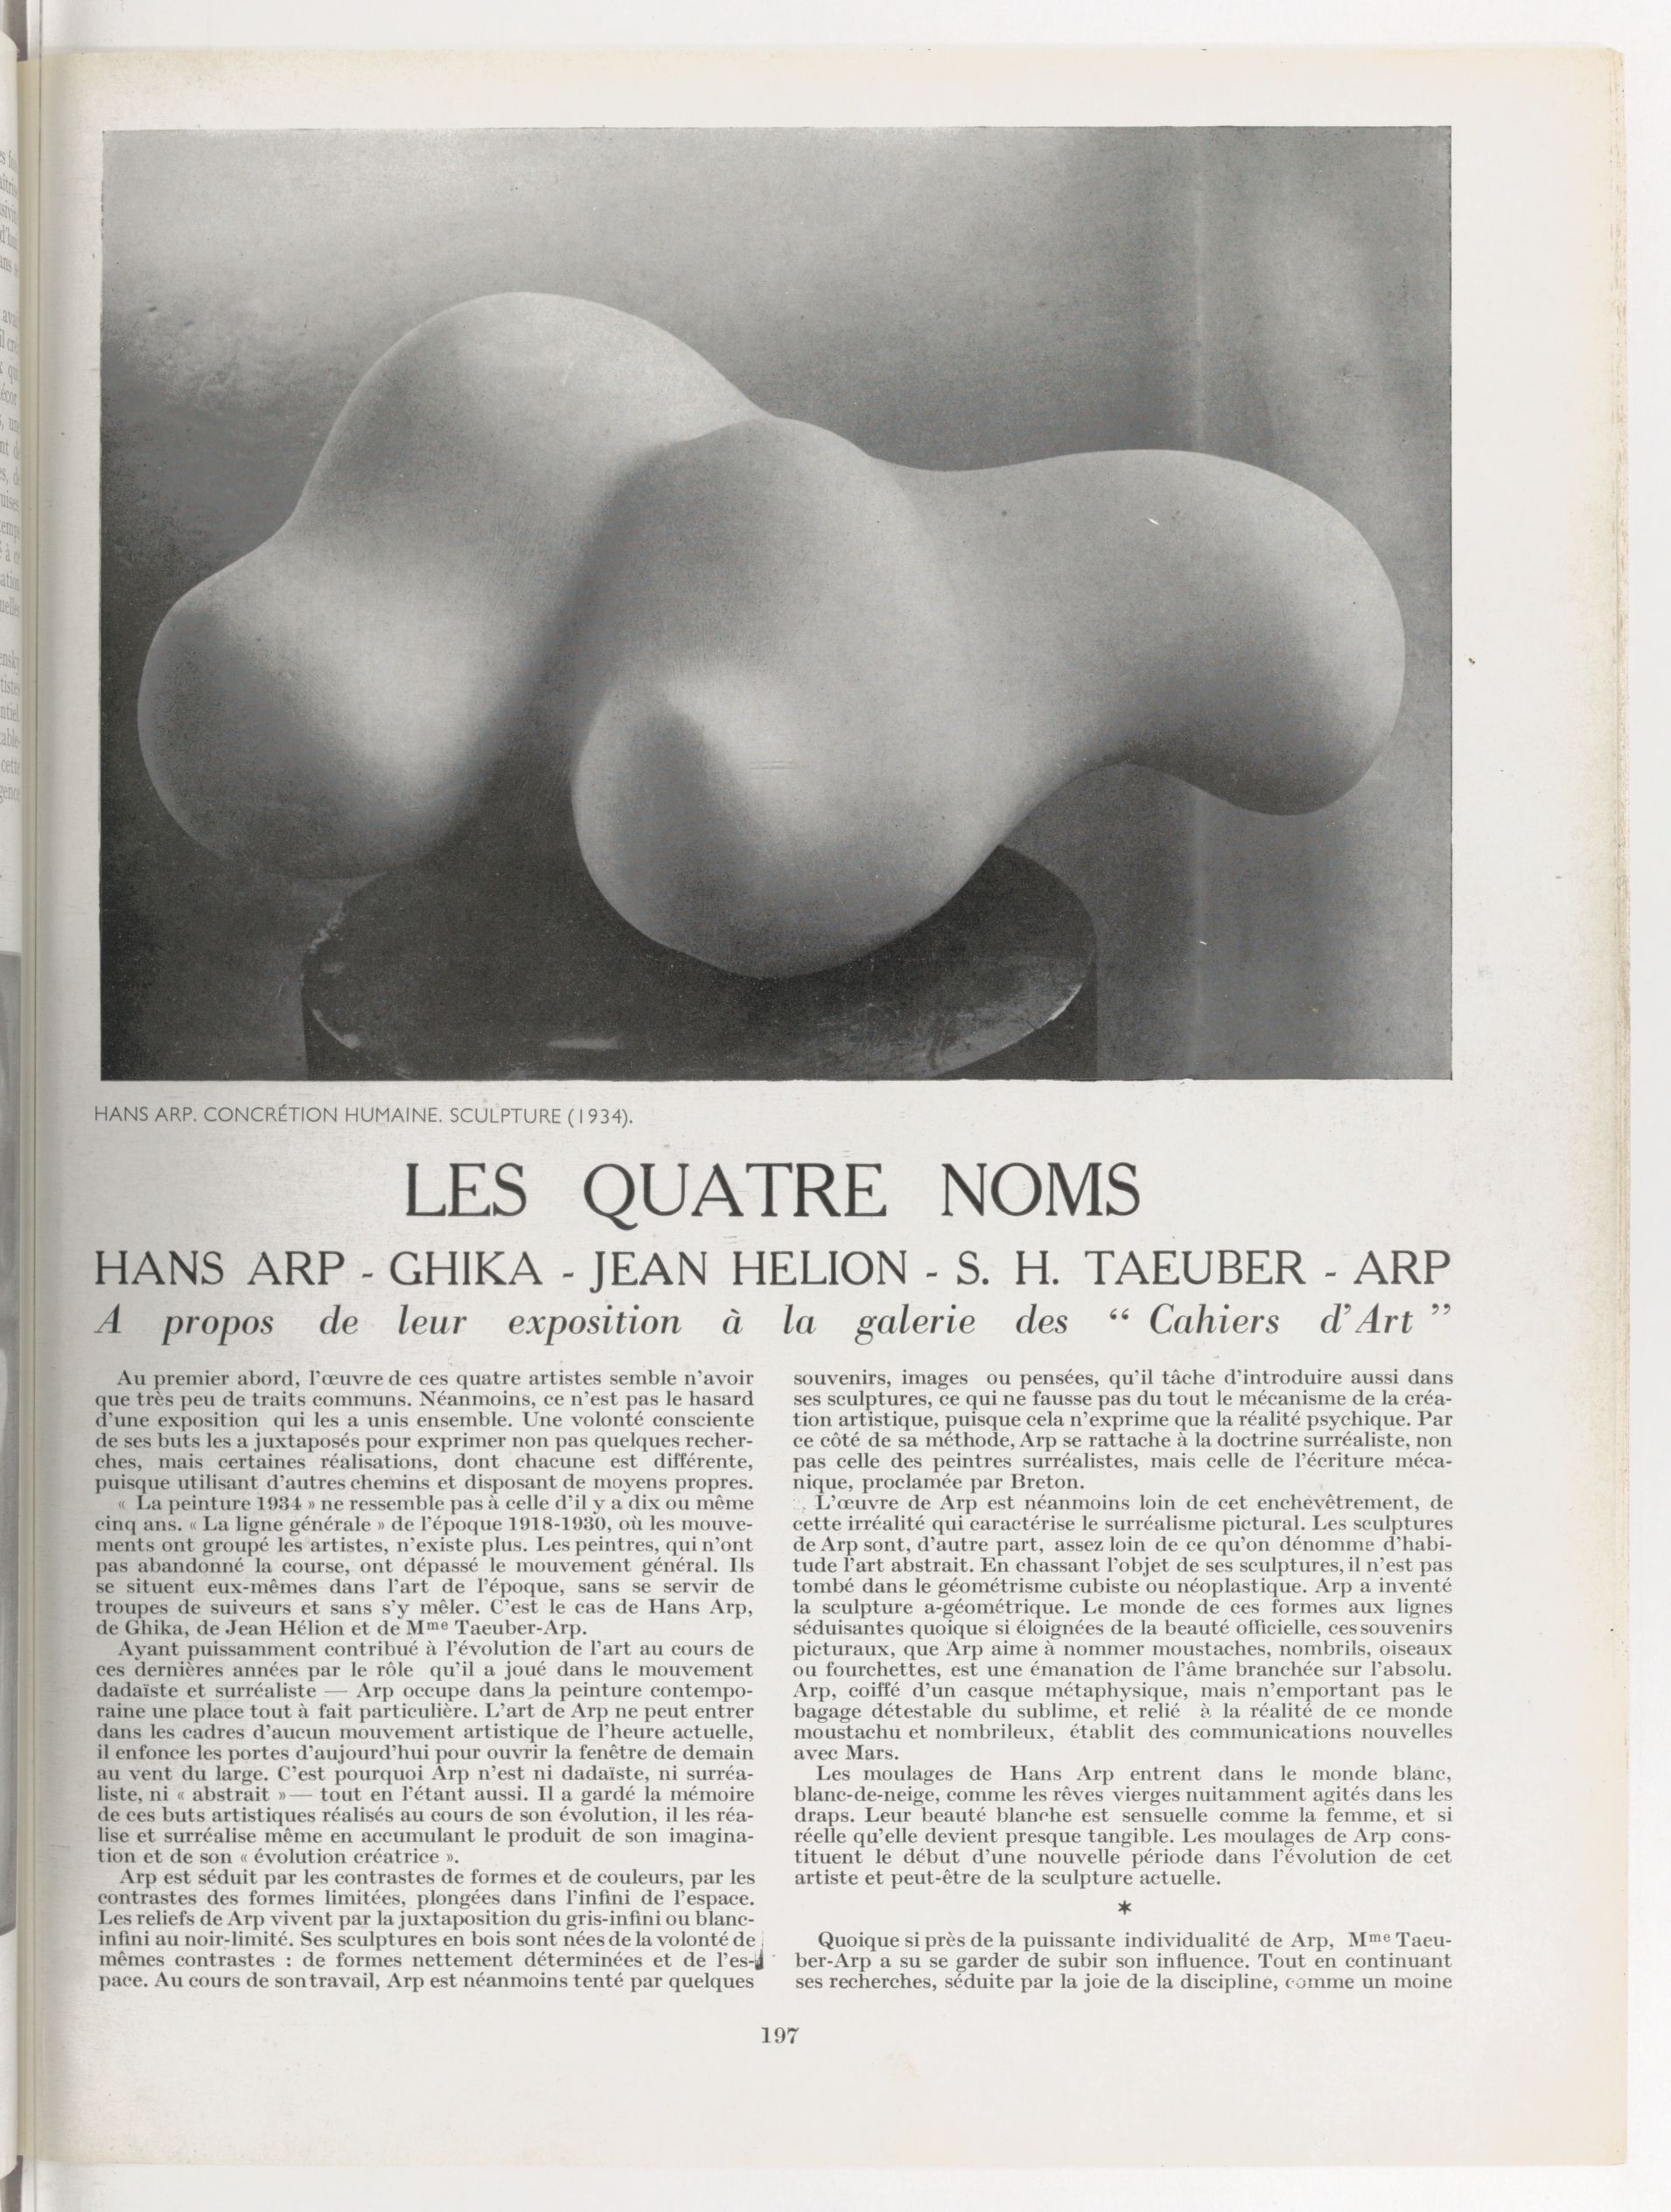 HANS ARP. CONCRÉTION HUMAINE. SCULPTURE (1934).
LES QUATRE NOMS
HANS ARP - GHIKA - JEAN HELION - S. H. TAEUBER - ARP
A propos de leur exposition à la galerie des “ Cahiers d’Art ”
Au premier abord, l’œuvre de ces quatre artistes semble n’avoir
que très peu de traits communs. Néanmoins, ce n’est pas le hasard
d’une exposition qui les a unis ensemble. Une volonté consciente
de ses buts les a juxtaposés pour exprimer non pas quelques recher-
ches, mais certaines réalisations, dont chacune est différente,
puisque utilisant d’autres chemins et disposant de moyens propres.
« La peinture 1934 » ne ressemble pas à celle d’il y a dix ou même
cinq ans. « La ligne générale » de l’époque 1918-1930, où les mouve-
ments ont groupé les artistes, n’existe plus. Les peintres, qui n’ont
pas abandonné la course, ont dépassé le mouvement général. Ils
se situent eux-mêmes dans l’art de l’époque, sans se servir de
troupes de suiveurs et sans s’y mêler. C’est le cas de Hans Arp,
de Ghika, de Jean Hélion et de Mme Taeuber-Arp.
Ayant puissamment contribué à l’évolution de l’art au cours de
ces dernières années par le rôle qu’il a joué dans le mouvement
dadaïste et surréaliste — Arp occupe dans la peinture contempo-
raine une place tout à fait particulière. L’art de Arp ne peut entrer
dans les cadres d’aucun mouvement artistique de l’heure actuelle,
il enfonce les portes d’aujourd’hui pour ouvrir la fenêtre de demain
au vent du large. C’est pourquoi Arp n’est ni dadaïste, ni surréa-
liste, ni « abstrait » — tout en l’étant aussi. Il a gardé la mémoire
de ces buts artistiques réalisés au cours de son évolution, il les réa-
lise et surréalise même en accumulant le produit de son imagina-
tion et de son « évolution créatrice ».
Arp est séduit par les contrastes de formes et de couleurs, par les
contrastes des formes limitées, plongées dans l’infini de l’espace.
Les reliefs de Arp vivent par la juxtaposition du gris-infini ou blanc-
infini au noir-limité. Ses sculptures en bois sont nées de la volonté de
mêmes contrastes : de formes nettement déterminées et de l’es-
pace. Au cours de son travail, Arp est néanmoins tenté par quelques
souvenirs, images ou pensées, qu’il tâche d’introduire aussi dans
ses sculptures, ce qui ne fausse pas du tout le mécanisme de la créa-
tion artistique, puisque cela n’exprime que la réalité psychique. Par
ce côté de sa méthode, Arp se rattache à la doctrine surréaliste, non
pas celle des peintres surréalistes, mais celle de l’écriture méca-
nique, proclamée par Breton.
L’œuvre de Arp est néanmoins loin de cet enchevêtrement, de
cette irréalité qui caractérise le surréalisme pictural. Les sculptures
de Arp sont, d’autre part, assez loin de ce qu’on dénomme d’habi-
tude l’art abstrait. En chassant l’objet de ses sculptures, il n’est pas
tombé dans le géométrisme cubiste ou néoplastique. Arp a inventé
la sculpture a-géométrique. Le monde de ces formes aux lignes
séduisantes quoique si éloignées de la beauté officielle, ces souvenirs
picturaux, que Arp aime à nommer moustaches, nombrils, oiseaux
ou fourchettes, est une émanation de l’âme branchée sur l’absolu.
Arp, coiffé d’un casque métaphysique, mais n’emportant pas le
bagage détestable du sublime, et relié à la réalité de ce monde
moustachu et nombrileux, établit des communications nouvelles
avec Mars.
Les moulages de Hans Arp entrent dans le monde blanc,
blanc-de-neige, comme les rêves vierges nuitamment agités dans les
draps. Leur beauté blanche est sensuelle comme la femme, et si
réelle qu’elle devient presque tangible. Les moulages de Arp cons-
tituent le début d’une nouvelle période dans l’évolution de cet
artiste et peut-être de la sculpture actuelle.
*
Quoique si près de la puissante individualité de Arp, Mme Taeu-
ber-Arp a su se garder de subir son influence. Tout en continuant
ses recherches, séduite par la joie de la discipline, comme un moine
197